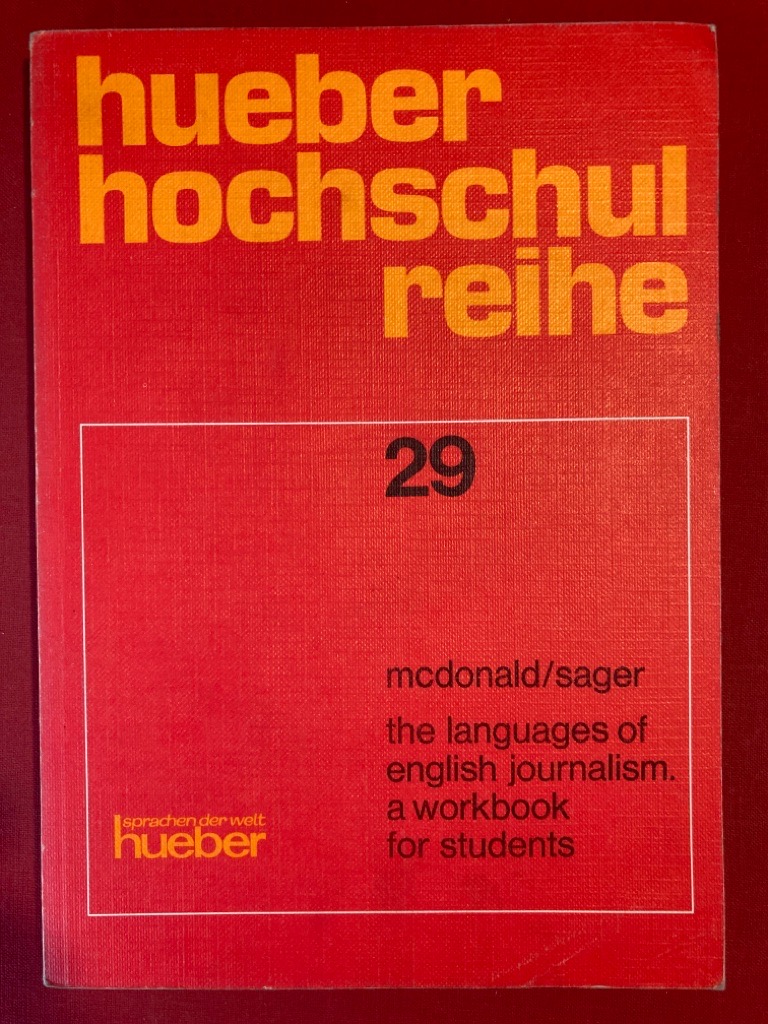 hueber
hochschul
reihe
29
mcdonald/sager
the languages of
english journalism.
a workbook
for students
sprachen der welt
hueber